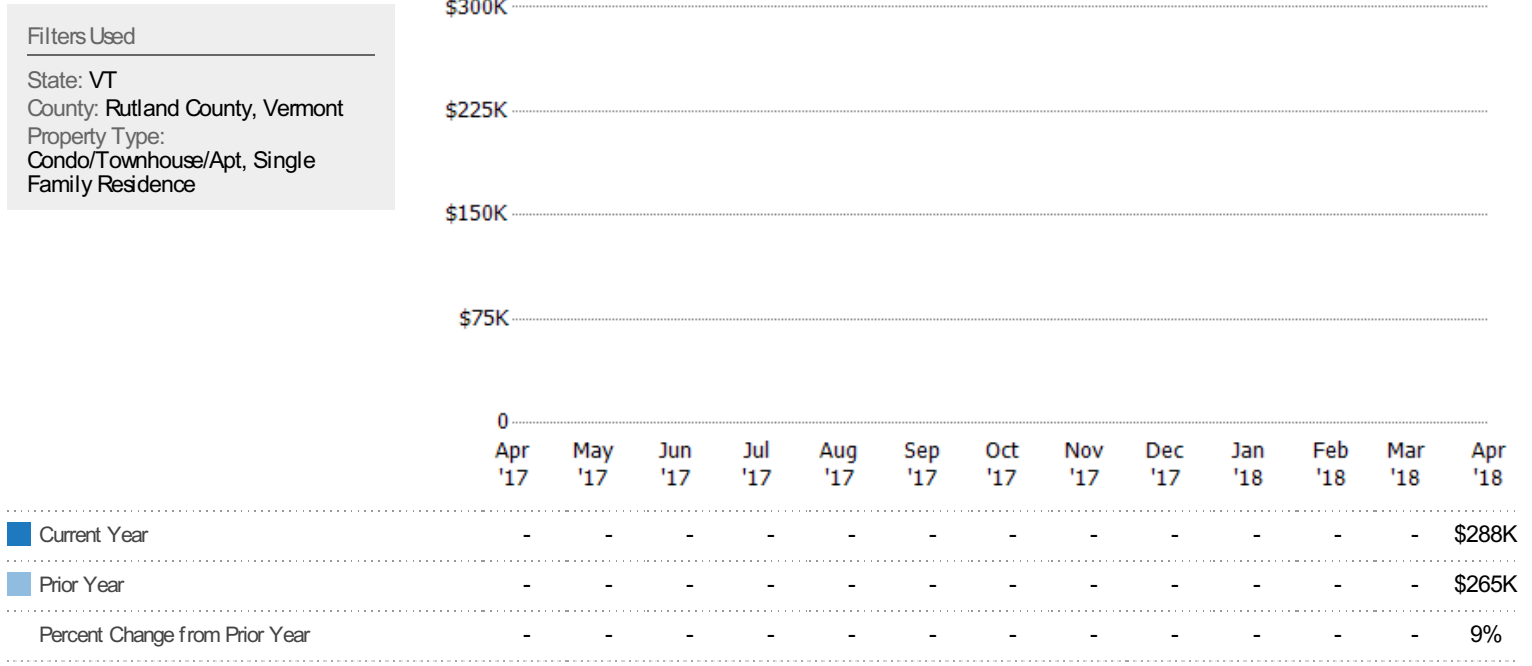 Filters Used
State: VT
County: Rutland County, Vermont
Property Type:
Condo/Townhouse/Apt, Single
Family Residence
$300K
$225K
$150K
$75K
0
Apr May Jun Jul Aug Sep Oct Nov Dec Jan Feb Mar Apr
'17 '17 '17 '17 '17 '17 '17 '17 '17 '18 '18 '18 '18
Current Year - - - - - - - - - - - - $288K
Prior Year - - - - - - - - - - - - $265K
Percent Change from Prior Year - - - - - - - - - - - - 9%